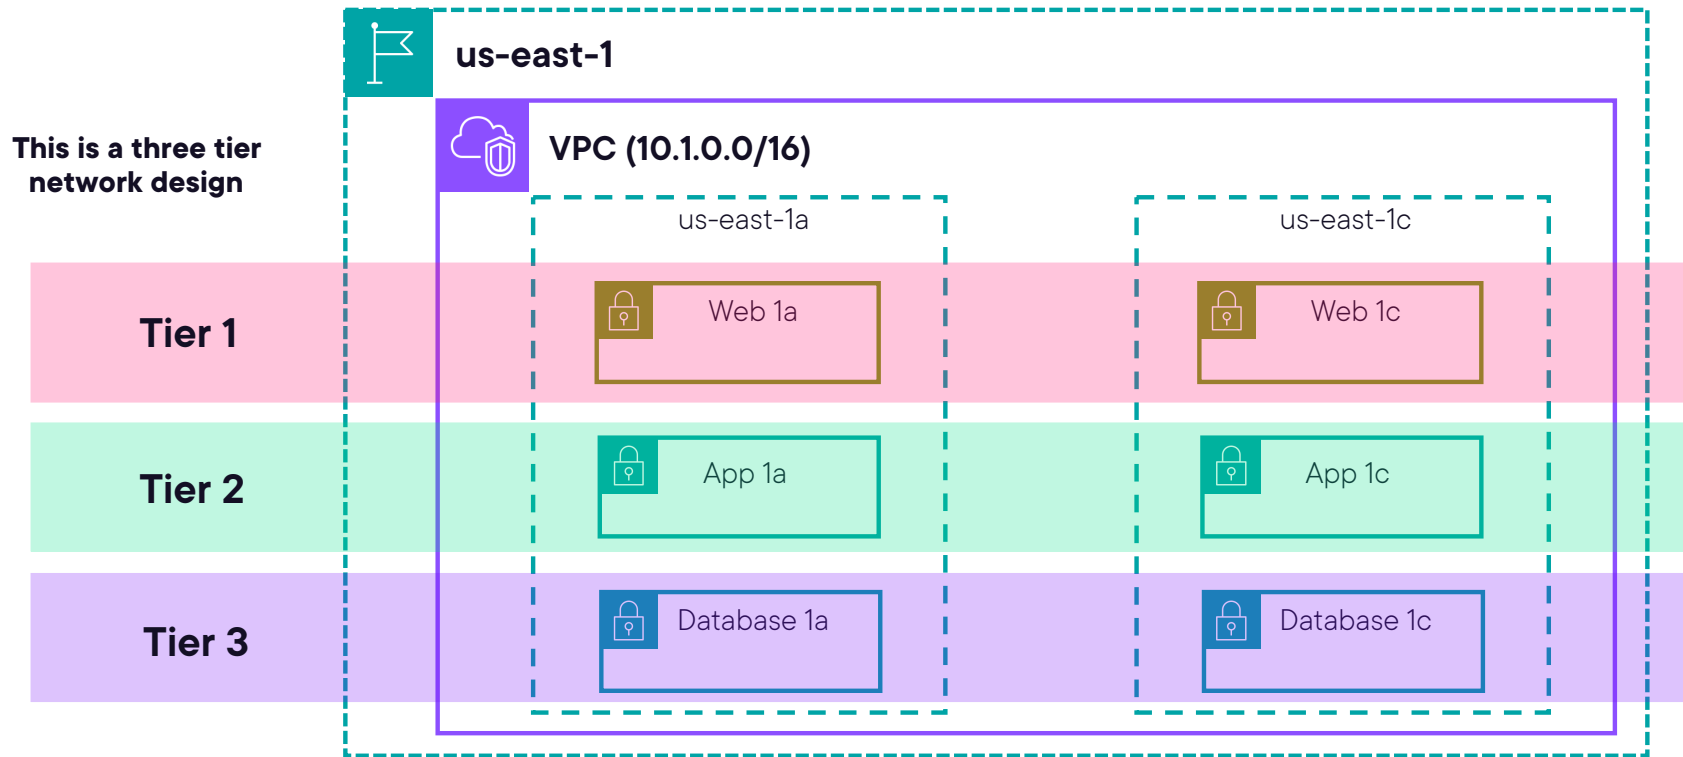 us-east-1
This is a three tier
network design
VPC (10.1.0.0/16)
us-east-1a
us-east-1c
Tier 1
Web 1a
Web 1c
Tier 2
App 1a
App 1c
Tier 3
Database 1a
Database 1c